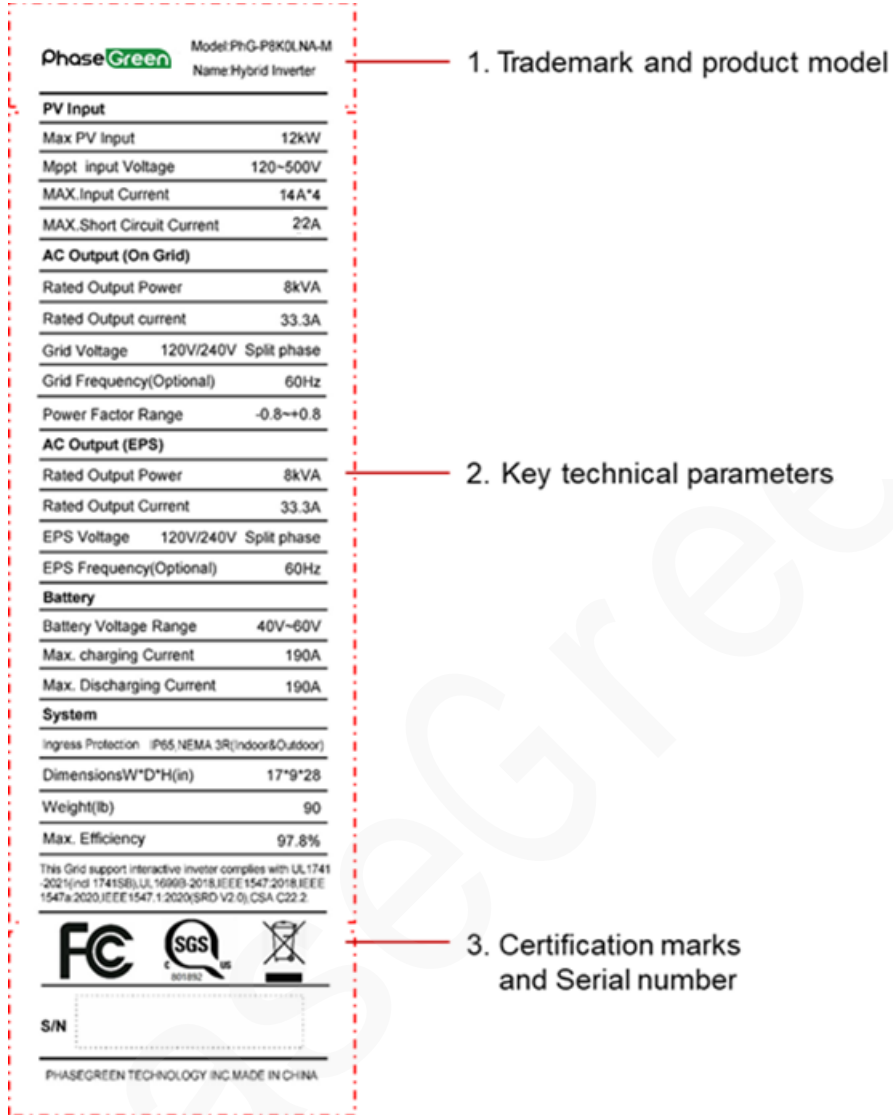 PhaseGreen
Model:PhG-P8K0LNA-M
Name:Hybrid Inverter
1. Trademark and product model
PV Input
Max PV Input 12kW
Mppt input Voltage 120~500V
MAX.Input Current 14A*4
MAX.Short Circuit Current 22A
AC Output (On Grid)
Rated Output Power 8kVA
Rated Output current 33.3A
Grid Voltage 120V/240V Split phase
Grid Frequency(Optional) 60Hz
Power Factor Range -0.8~+0.8
AC Output (EPS)
Rated Output Power 8kVA
2. Key technical parameters
Rated Output Current 33.3A
EPS Voltage 120V/240V Split phase
EPS Frequency(Optional) 60Hz
Battery
Battery Voltage Range 40V~60V
Max. charging Current 190A
Max. Discharging Current 190A
System
Ingress Protection IP65,NEMA 3R(Indoor&Outdoor)
DimensionsW*D*H(in) 17*9*28
Weight(lb) 90
Max. Efficiency 97.8%
This Grid support interactive inveter complies with UL1741
-2021(incl 1741SB),UL1699B-2018,IEEE1547:2018,IEEE
1547a:2020,IEEE1547.1:2020(SRD V2.0),CSA C22.2.
FC
SGS
C US
801892
3. Certification marks
and Serial number
S/N
PHASEGREEN TECHNOLOGY INC.MADE IN CHINA
aseGree